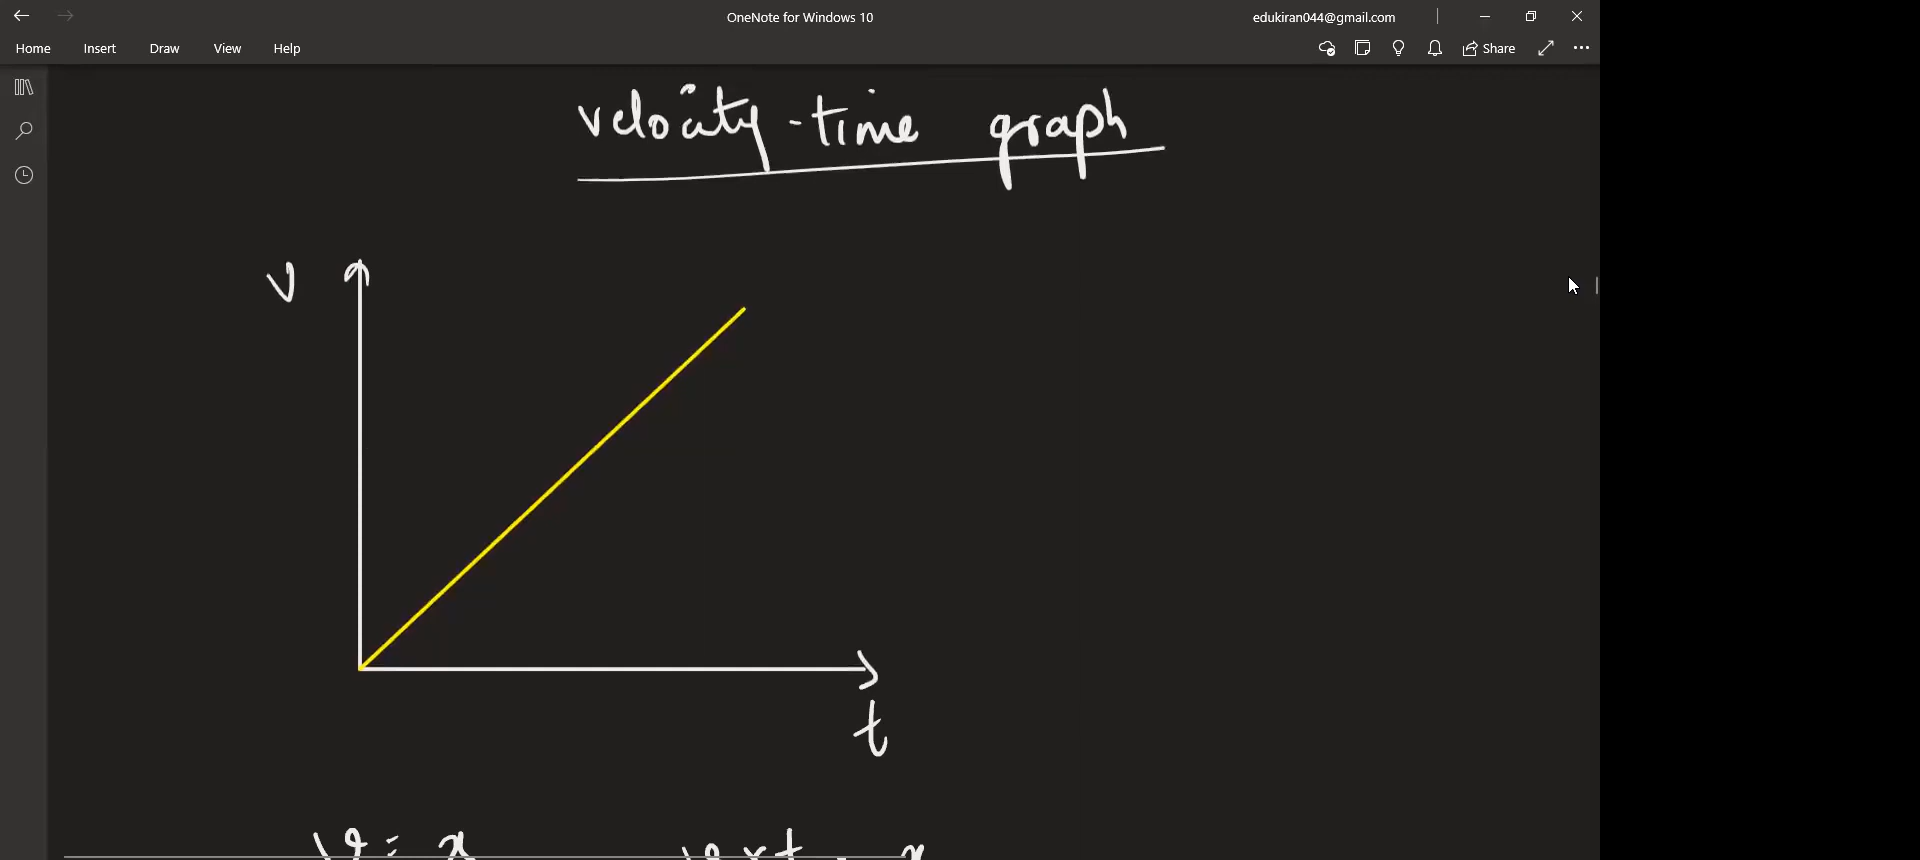 OneNote for Windows 10
edukiran044@gmail.com
Home Insert Draw View Help
Share
velocity-time graph
v
t
v = x v x t = x